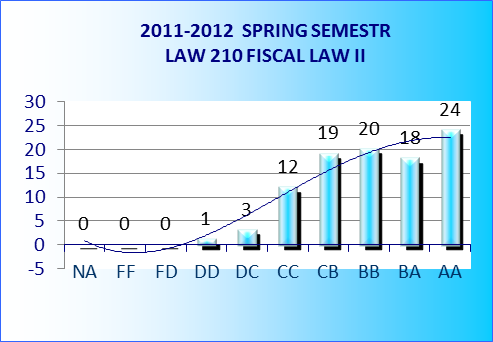 2011-2012 SPRING SEMESTR
LAW 210 FISCAL LAW II
30
25
20
15
10
5
0
-5
0 0 0 1 3 12 19 20 18 24
NA FF FD DD DC CC CB BB BA AA